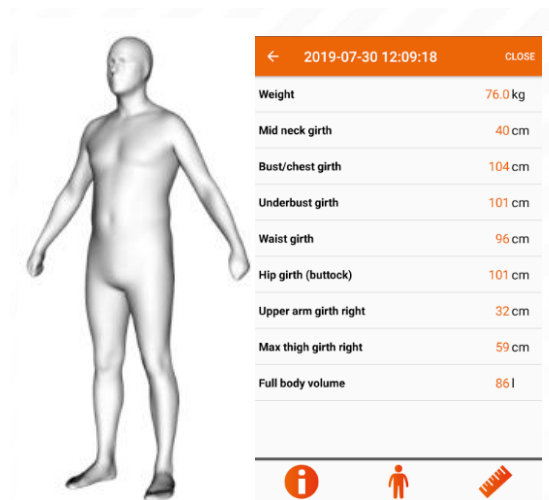 ← 2019-07-30 12:09:18 CLOSE
Weight 76.0 kg
Mid neck girth 40 cm
Bust/chest girth 104 cm
Underbust girth 101 cm
Waist girth 96 cm
Hip girth (buttock) 101 cm
Upper arm girth right 32 cm
Max thigh girth right 59 cm
Full body volume 86 l